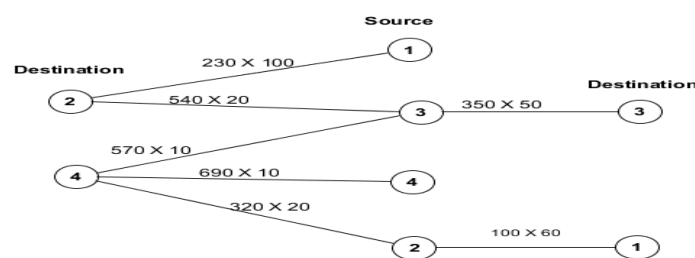 Source
1
230 X 100
Destination
Destination
2
540 X 20
3
350 X 50
3
570 X 10
4
690 X 10
4
320 X 20
2
100 X 60
1